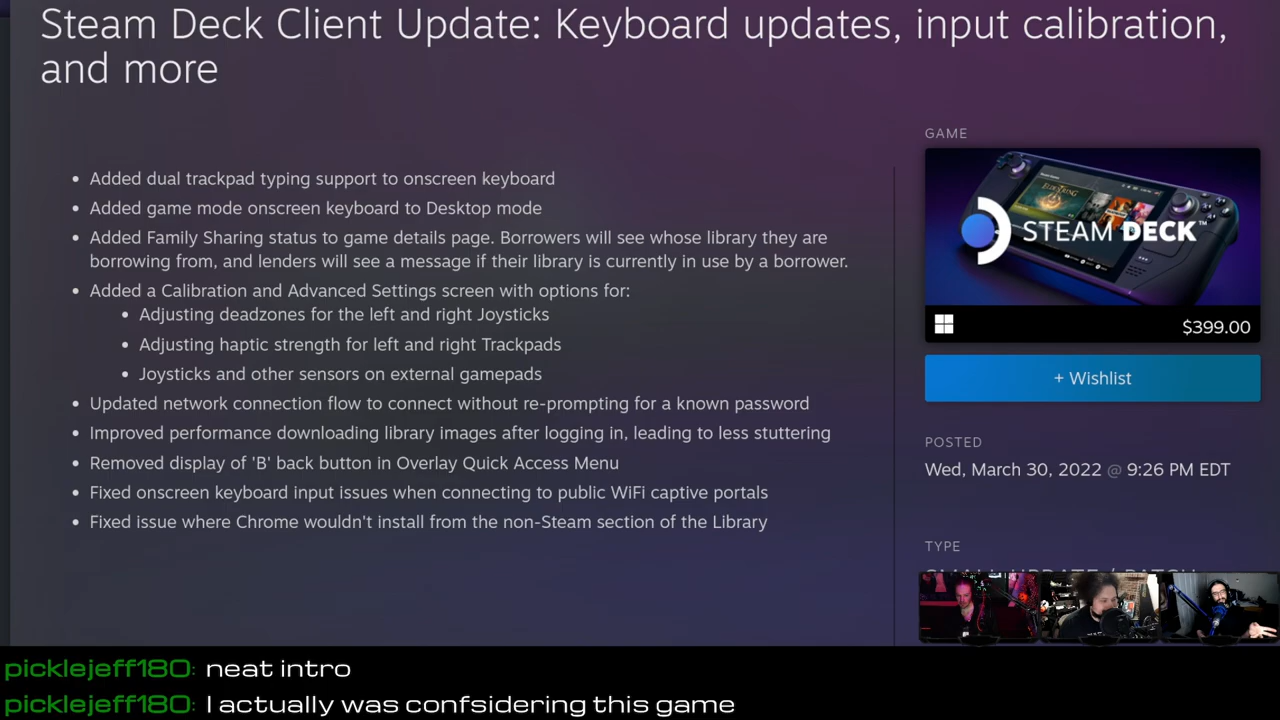 Steam Deck Client Update: Keyboard updates, input calibration,
and more
• Added dual trackpad typing support to onscreen keyboard
• Added game mode onscreen keyboard to Desktop mode
• Added Family Sharing status to game details page. Borrowers will see whose library they are
borrowing from, and lenders will see a message if their library is currently in use by a borrower.
• Added a Calibration and Advanced Settings screen with options for:
• Adjusting deadzones for the left and right Joysticks
• Adjusting haptic strength for left and right Trackpads
• Joysticks and other sensors on external gamepads
• Updated network connection flow to connect without re-prompting for a known password
• Improved performance downloading library images after logging in, leading to less stuttering
• Removed display of 'B' back button in Overlay Quick Access Menu
• Fixed onscreen keyboard input issues when connecting to public WiFi captive portals
• Fixed issue where Chrome wouldn't install from the non-Steam section of the Library
GAME
ELDEN RING
STEAM DECK™
$399.00
+ Wishlist
POSTED
Wed, March 30, 2022 @ 9:26 PM EDT
TYPE
SMALL UPDATE / PATCH
picklejeff180: neat intro
picklejeff180: I actually was confsidering this game